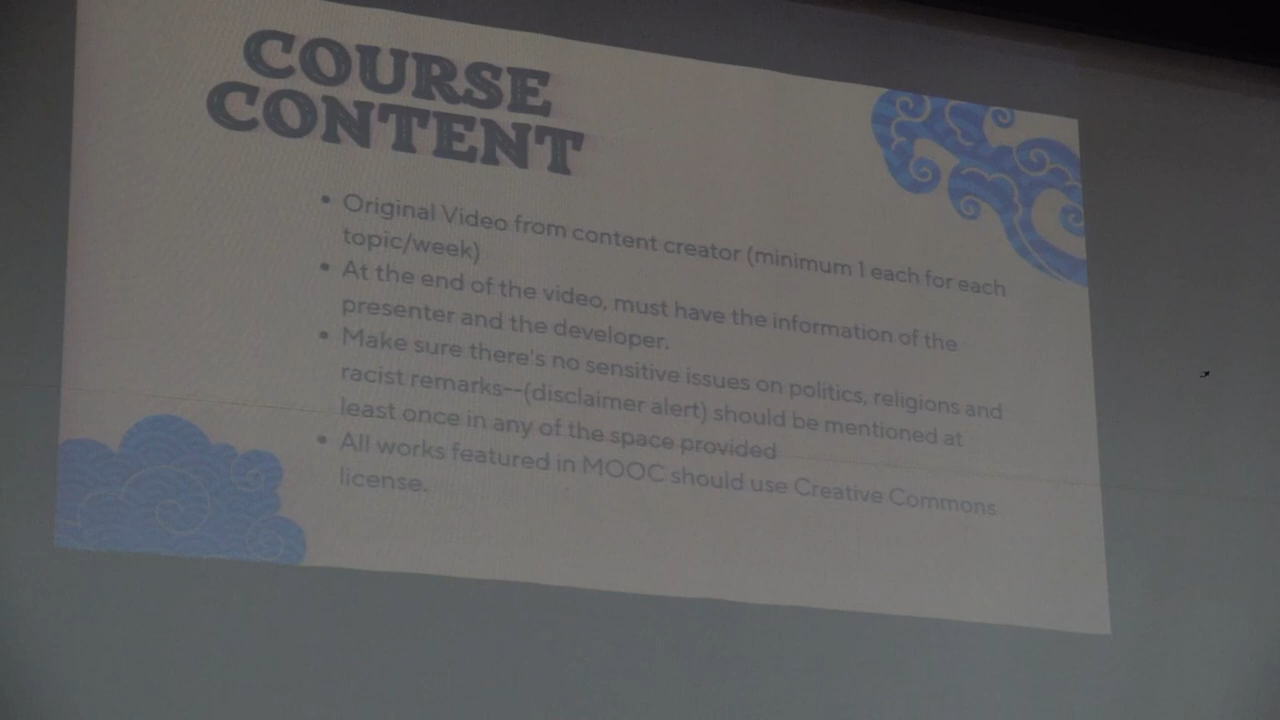 COURSE
CONTENT
• Original Video from content creator (minimum 1 each for each
topic/week)
• At the end of the video, must have the information of the
presenter and the developer.
• Make sure there's no sensitive issues on politics, religions and
racist remarks--(disclaimer alert) should be mentioned at
least once in any of the space provided
• All works featured in MOOC should use Creative Commons
license.